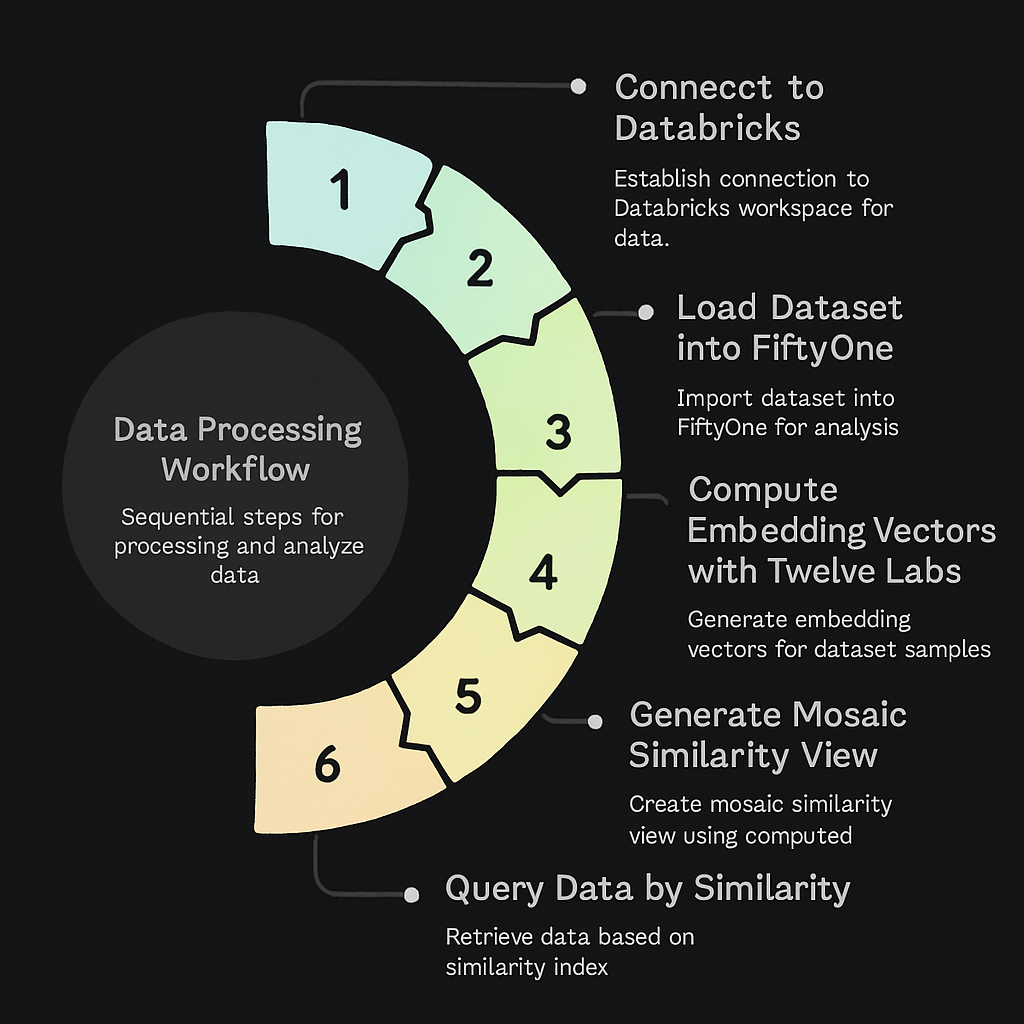 Data Processing
Workflow
Sequential steps for
processing and analyze
data
1
Connecct to
Databricks
Establish connection to
Databricks workspace for
data.
2
Load Dataset
into FiftyOne
Import dataset into
FiftyOne for analysis
3
Compute
Embedding Vectors
with Twelve Labs
Generate embedding
vectors for dataset samples
4
5
Generate Mosaic
Similarity View
Create mosaic similarity
view using computed
6
Query Data by Similarity
Retrieve data based on
similarity index